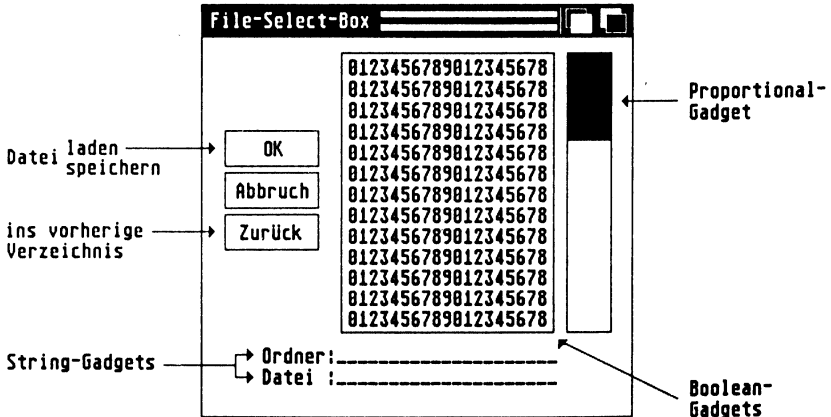 File-Select-Box
0123456789012345678
0123456789012345678
0123456789012345678
0123456789012345678
0123456789012345678
0123456789012345678
0123456789012345678
0123456789012345678
0123456789012345678
0123456789012345678
0123456789012345678
0123456789012345678
0123456789012345678
Proportional-
Gadget
Datei laden
speichern
OK
Abbruch
ins vorherige
Verzeichnis
Zurück
String-Gadgets
Ordner:
Datei :
Boolean-
Gadgets